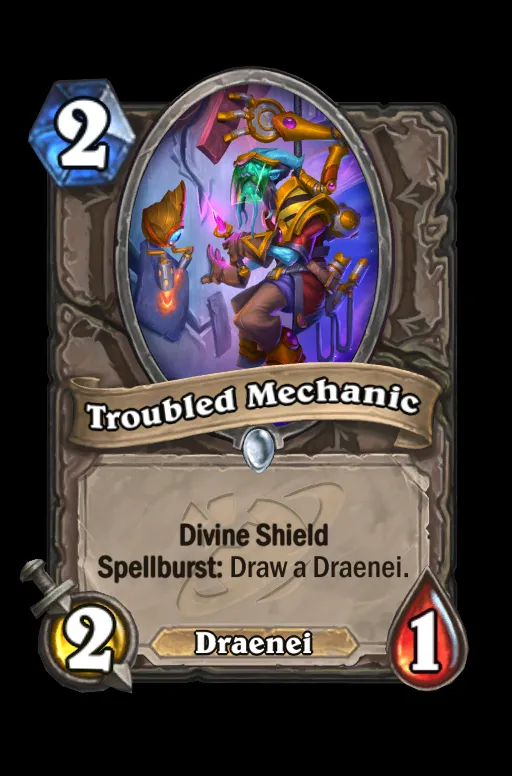 2
Troubled Mechanic
Divine Shield
Spellburst: Draw a Draenei.
2
Draenei
1